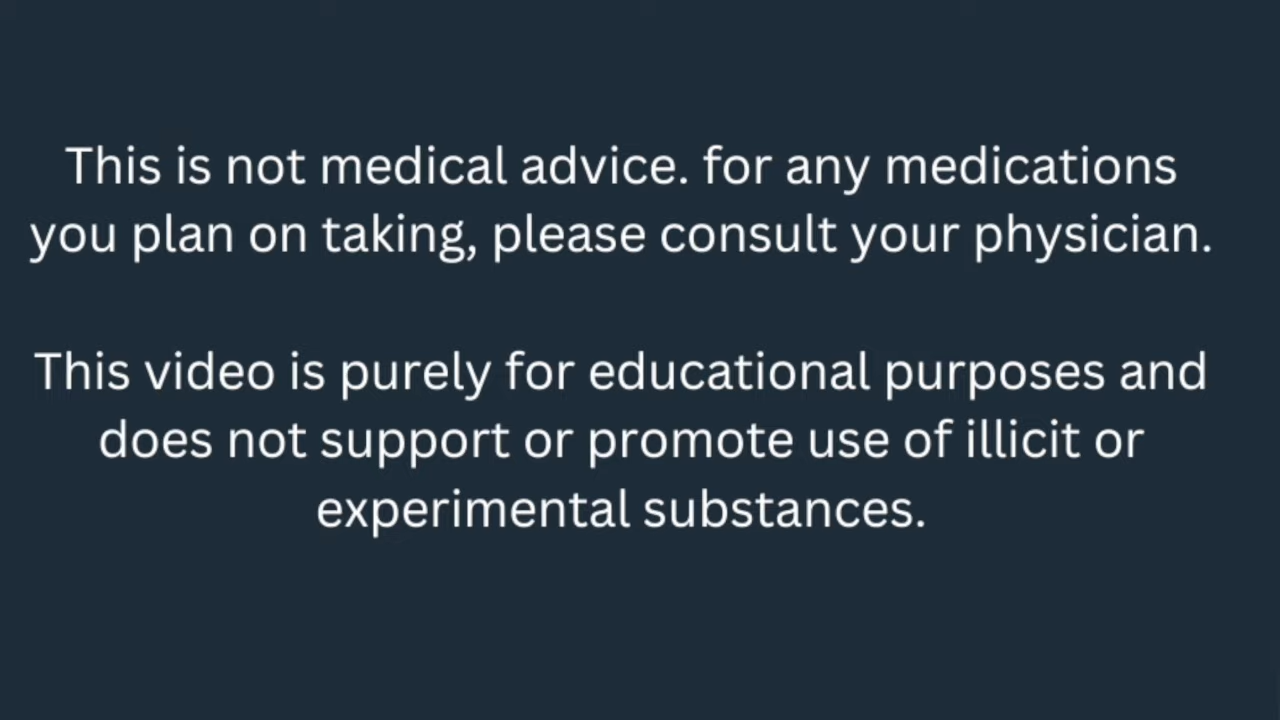 This is not medical advice. for any medications
you plan on taking, please consult your physician.
This video is purely for educational purposes and
does not support or promote use of illicit or
experimental substances.